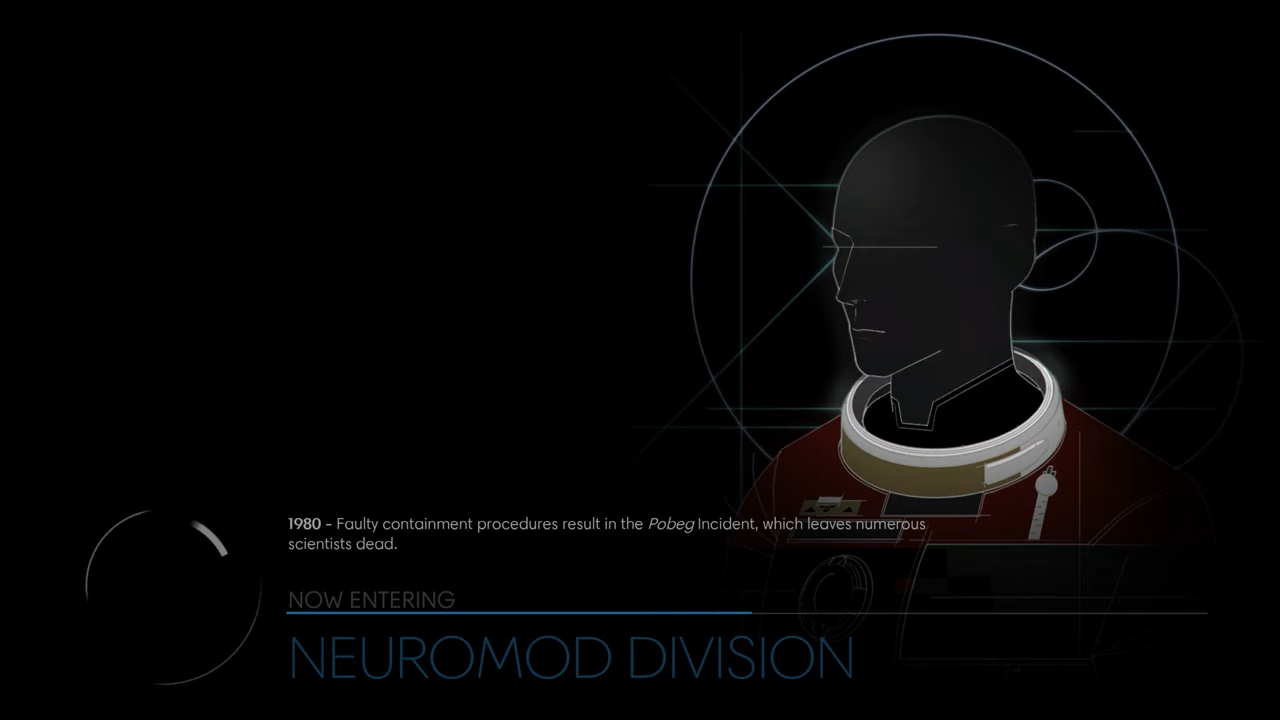 1980 - Faulty containment procedures result in the Pobeg Incident, which leaves numerous
scientists dead.
NOW ENTERING
NEUROMOD DIVISION